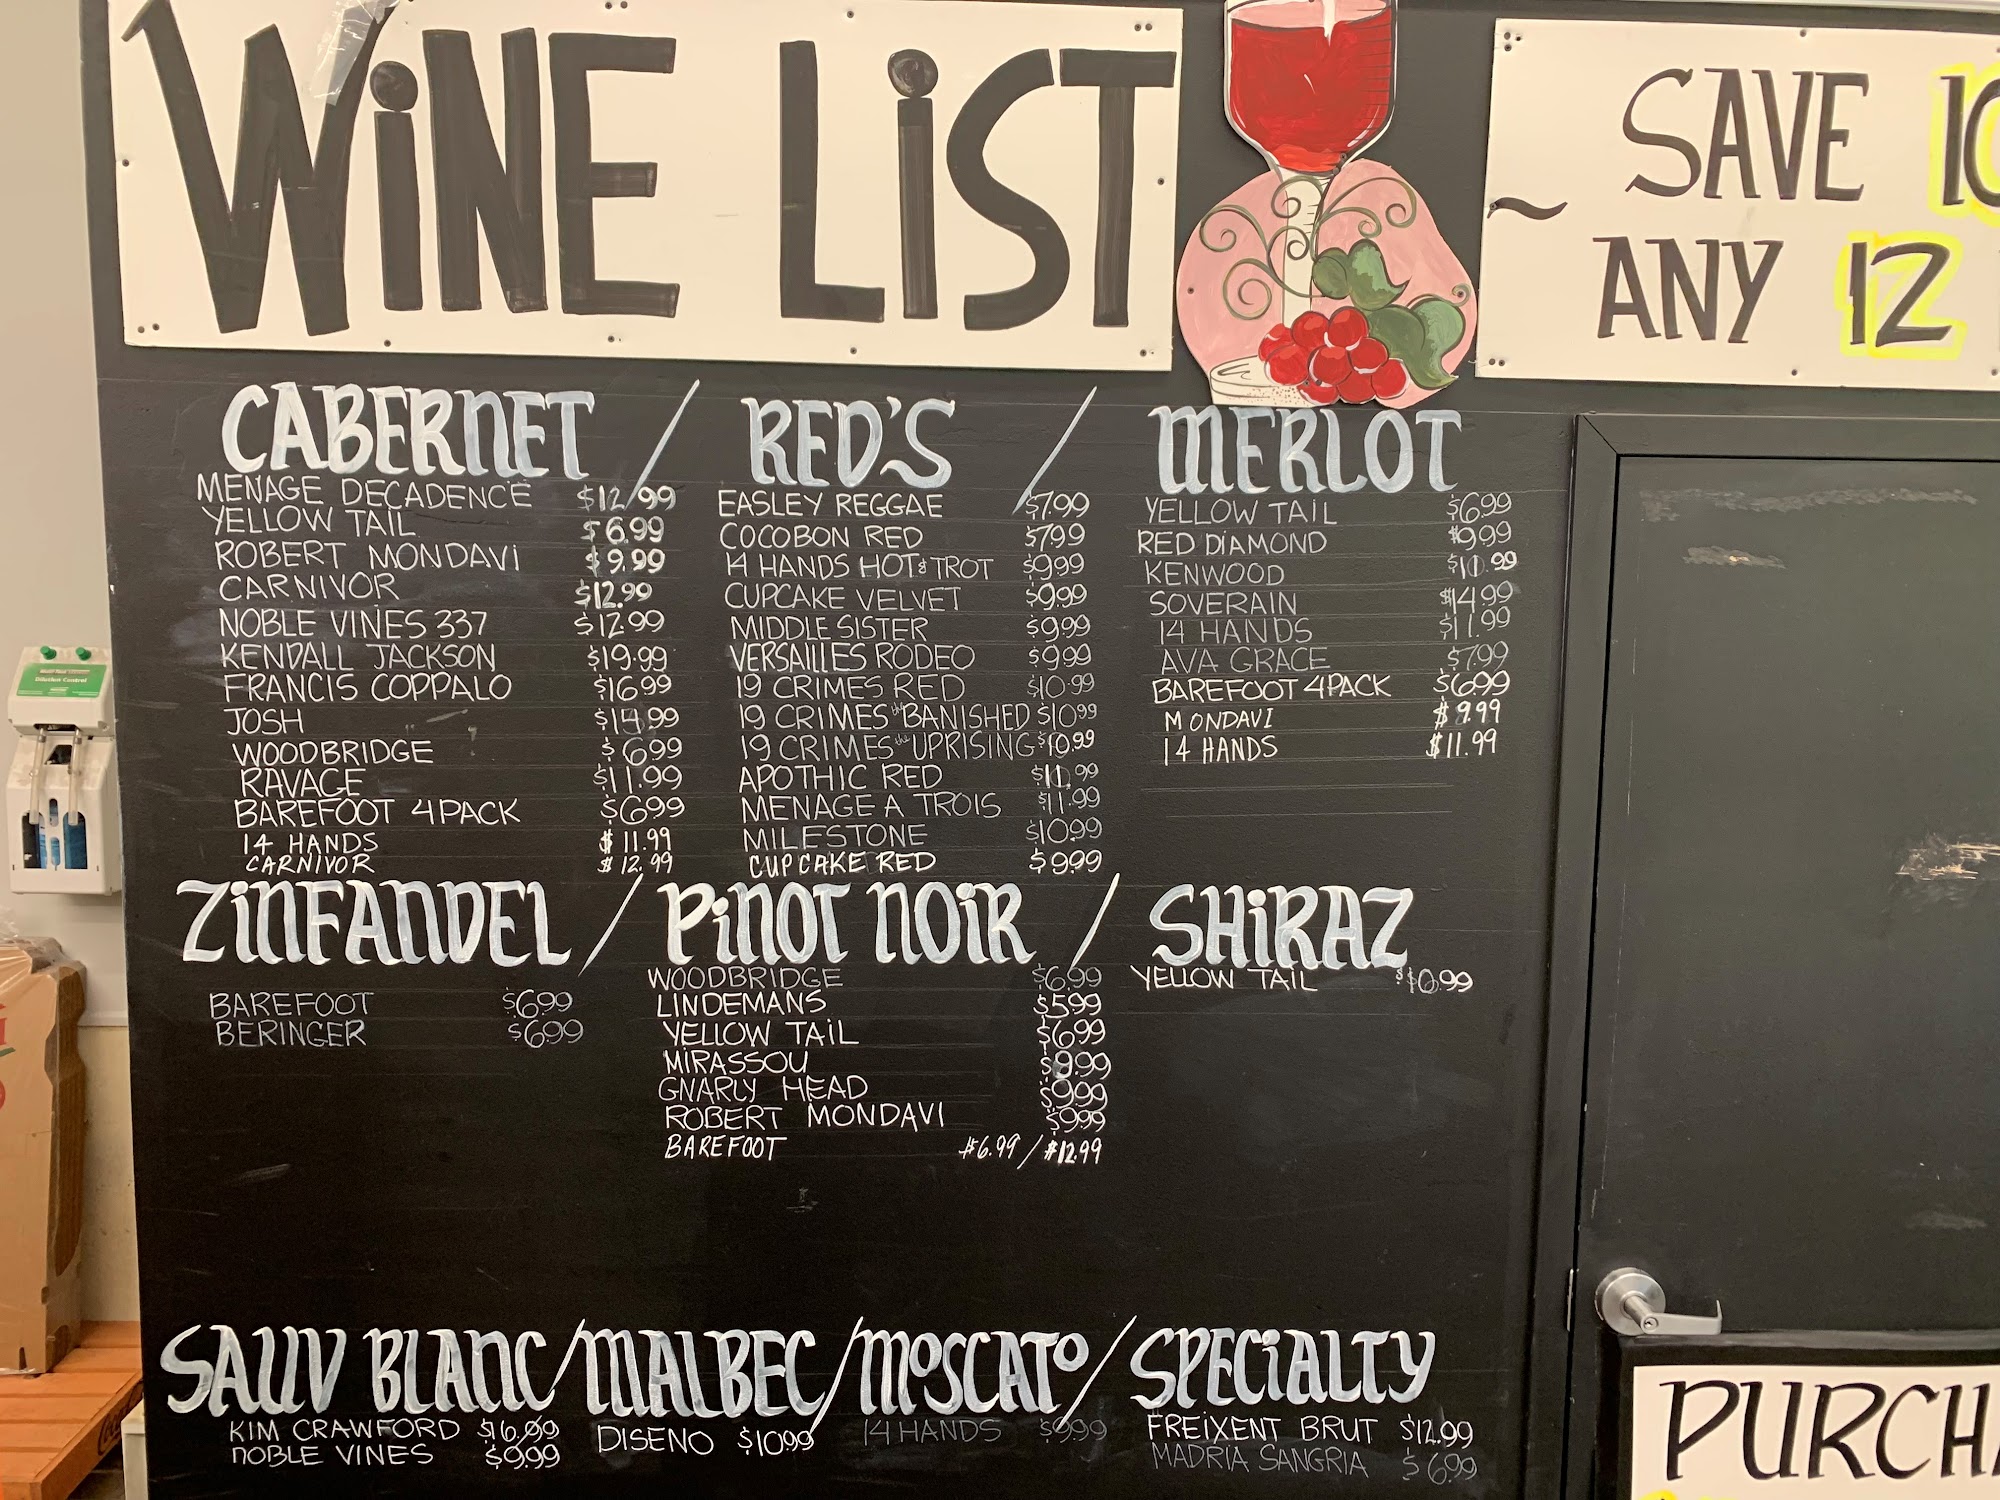 WiNE LiST
SAVE 10
~ ANY 12
CABERNET / RED'S / MERLOT
MENAGE DECADENCE $12.99
YELLOW TAIL $6.99
ROBERT MONDAVi $9.99
CARNIVOR $12.99
NOBLE VINES 337 $12.99
KENDALL JACKSON $19.99
FRANCIS COPPALO $16.99
JOSH $14.99
WOODBRIDGE $6.99
RAVAGE $11.99
BAREFOOT 4PACK $6.99
14 HANDS $11.99
CARNIVOR $12.99
EASLEY REGGAE $7.99
COCOBON RED $7.99
14 HANDS HOT & TROT $9.99
CUPCAKE VELVET $9.99
MIDDLE SISTER $9.99
VERSAILLES RODEO $9.99
19 CRIMES RED $10.99
19 CRIMES the BANISHED $10.99
19 CRIMES the UPRISING $10.99
APOTHIC RED $11.99
MENAGE A TROIS $11.99
MILESTONE $10.99
CUPCAKE RED $9.99
YELLOW TAIL $6.99
RED DiAMOND $9.99
KENWOOD $10.99
SOVERAIN $14.99
14 HANDS $11.99
AVA GRACE $7.99
BAREFOOT 4PACK $6.99
MONDAVI $9.99
14 HANDS $11.99
ZiNFANDEL / PiNOT NOiR / SHiRAZ
BAREFOOT $6.99
BERINGER $6.99
WOODBRIDGE $6.99
LINDEMANS $5.99
YELLOW TAIL $6.99
MIRASSOU $9.99
GNARLY HEAD $9.99
ROBERT MONDAVI $9.99
BAREFOOT $6.99 / $12.99
YELLOW TAIL $6.99
SAUV BLANC / MALBEC / MOSCATO / SPECiALTY
KIM CRAWFORD $16.99
NOBLE VINES $9.99
DISENO $10.99
14 HANDS $9.99
FREiXENT BRUT $12.99
MADRIA SANGRIA $6.99
PURCH
Dilution Control